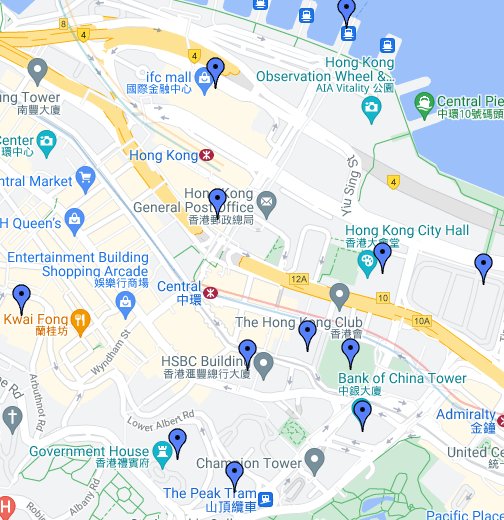 8
4
Hong Kong
Observation Wheel &...
AIA Vitality 公園
ifc mall
國際金融中心
ng Tower
南豐大廈
Central Pie
中環10號碼頭
Center
環中心
Hong Kong
ntral Market
4
Yiu Sing St
Hong Kong
General Post Office
香港郵政總局
H Queen's
Hong Kong City Hall
香港大會堂
Entertainment Building
Shopping Arcade
娛樂行商場
Central
中環
12A
10
10A
Kwai Fong
蘭桂坊
The Hong Kong Club
香港會
Wyndham St
HSBC Building
香港滙豐總行大廈
Bank of China Tower
中銀大廈
ne Rd
Arbuthnot Rd
Lower Albert Rd
Admiralty
金鐘
Government House
香港禮賓府
Champion Tower
United Ce
統一
Robinson Rd
Albany Rd
The Peak Tram
山頂纜車
Pacific Place
H